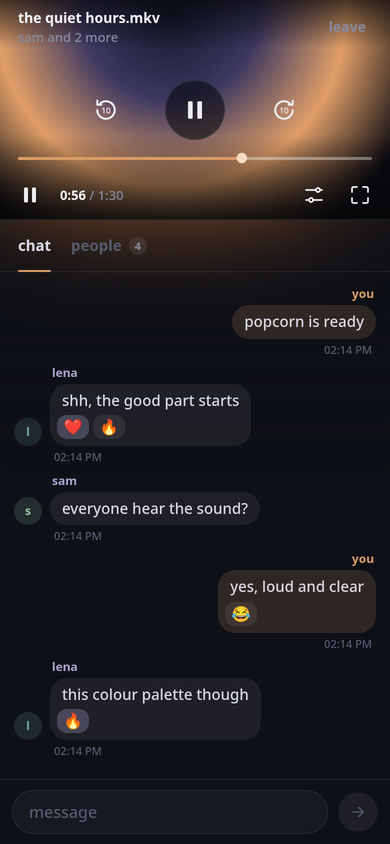 the quiet hours.mkv
sam and 2 more
leave
10
10
0:56 / 1:30
chat
people 4
you
popcorn is ready
02:14 PM
lena
shh, the good part starts
❤️ 🔥
l
02:14 PM
sam
everyone hear the sound?
s
02:14 PM
you
yes, loud and clear
😂
02:14 PM
lena
this colour palette though
🔥
l
02:14 PM
message